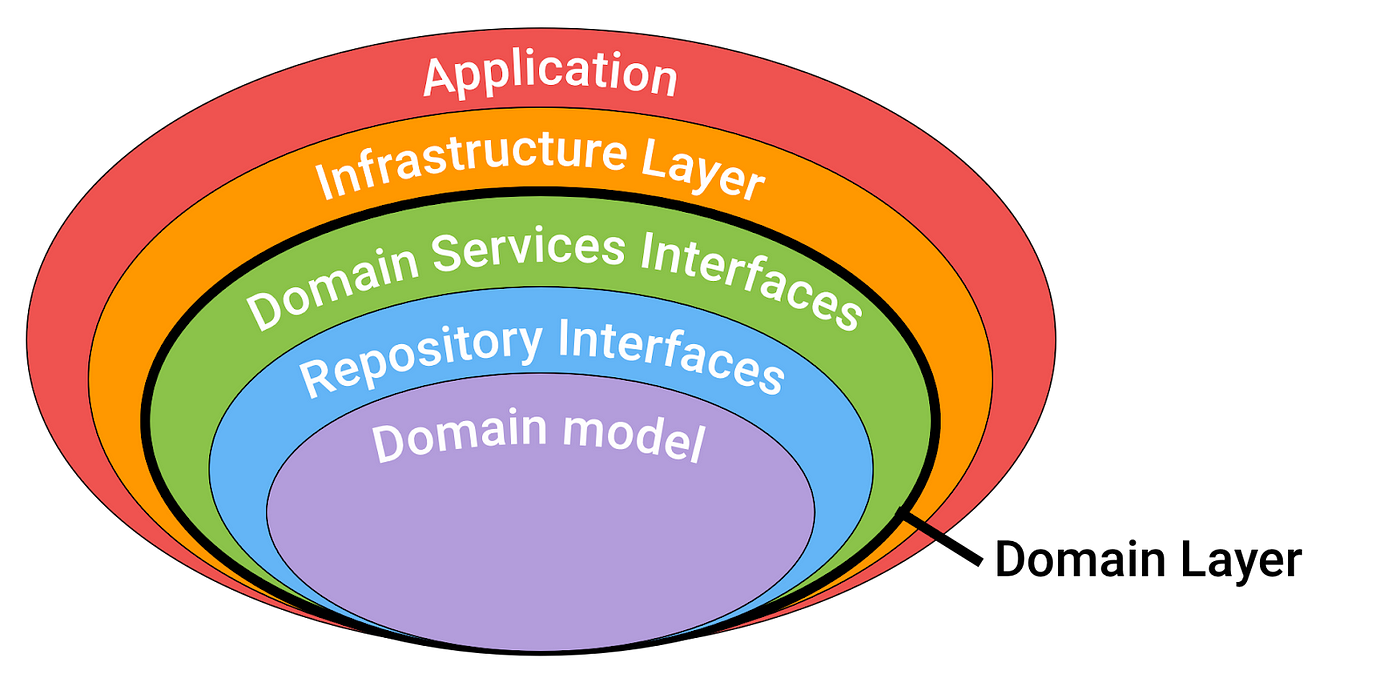 Application
Infrastructure Layer
Domain Services Interfaces
Repository Interfaces
Domain model
Domain Layer